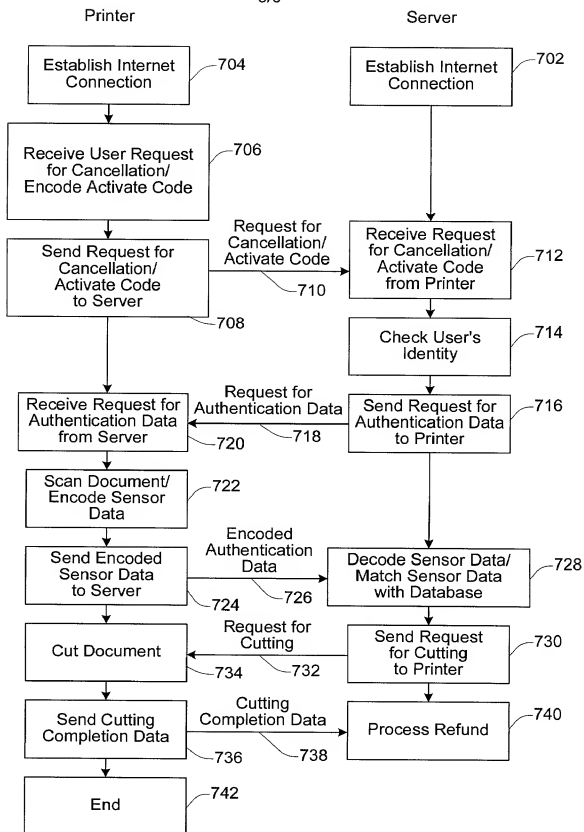 Printer
Server
Establish Internet
Connection
704
Establish Internet
Connection
702
Receive User Request
for Cancellation/
Encode Activate Code
706
Send Request for
Cancellation/
Activate Code
to Server
708
Request for
Cancellation/
Activate Code
710
Receive Request
for Cancellation/
Activate Code
from Printer
712
Check User's
Identity
714
Receive Request for
Authentication Data
from Server
720
Request for
Authentication Data
718
Send Request for
Authentication Data
to Printer
716
Scan Document/
Encode Sensor
Data
722
Send Encoded
Sensor Data
to Server
724
Encoded
Authentication
Data
726
Decode Sensor Data/
Match Sensor Data
with Database
728
Cut Document
734
Request for
Cutting
732
Send Request
for Cutting
to Printer
730
Send Cutting
Completion Data
736
Cutting
Completion Data
738
Process Refund
740
End
742